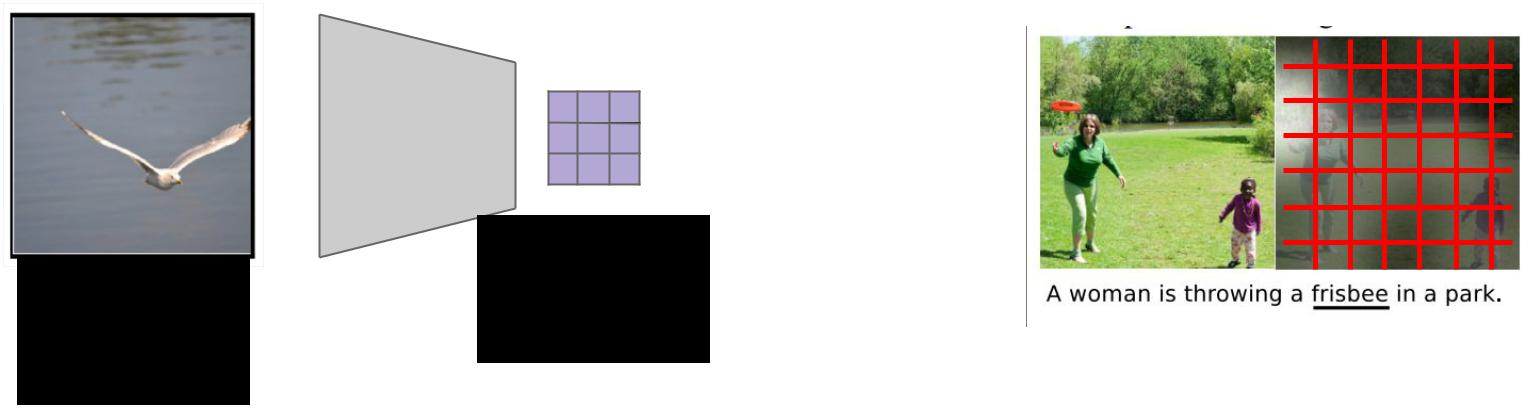 A woman is throwing a frisbee in a park.